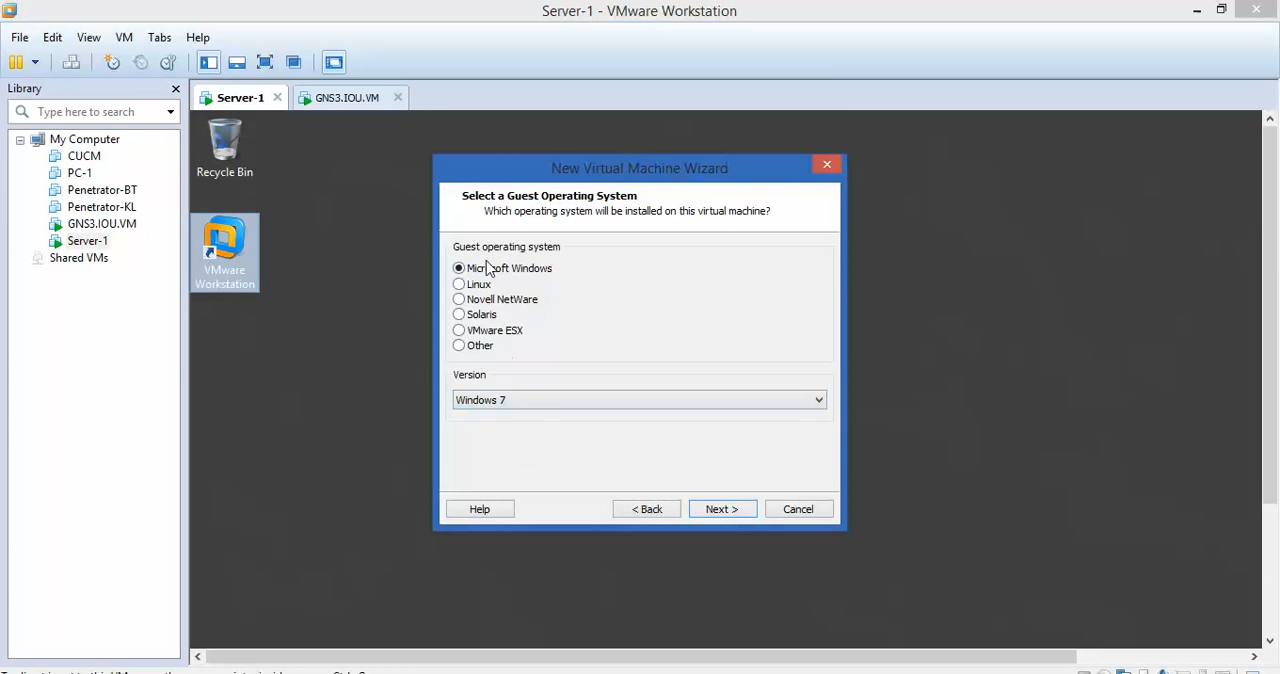 Server-1 - VMware Workstation
File Edit View VM Tabs Help
Library
Type here to search
My Computer
CUCM
PC-1
Penetrator-BT
Penetrator-KL
GNS3.IOU.VM
Server-1
Shared VMs
Server-1
GNS3.IOU.VM
Recycle Bin
VMware
Workstation
New Virtual Machine Wizard
Select a Guest Operating System
Which operating system will be installed on this virtual machine?
Guest operating system
Microsoft Windows
Linux
Novell NetWare
Solaris
VMware ESX
Other
Version
Windows 7
Help
< Back
Next >
Cancel